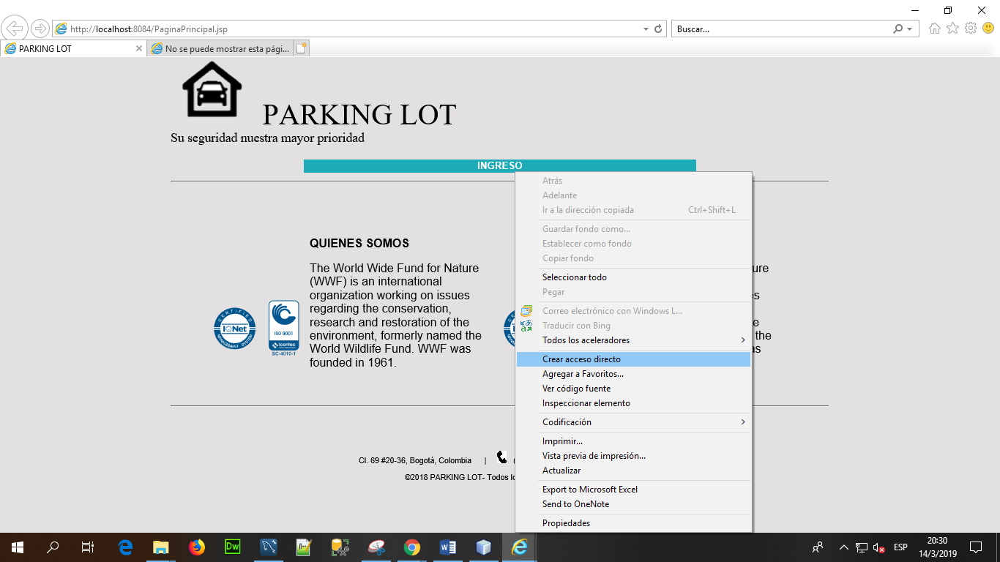 http://localhost:8084/PaginaPrincipal.jsp
Buscar...
PARKING LOT
No se puede mostrar esta pági...
PARKING LOT
Su seguridad nuestra mayor prioridad
INGRESO
Atrás
Adelante
Ir a la dirección copiada Ctrl+Shift+L
Guardar fondo como...
Establecer como fondo
Copiar fondo
Seleccionar todo
Pegar
Correo electrónico con Windows L...
Traducir con Bing
Todos los aceleradores
Crear acceso directo
Agregar a Favoritos...
Ver código fuente
Inspeccionar elemento
Codificación
Imprimir...
Vista previa de impresión...
Actualizar
Export to Microsoft Excel
Send to OneNote
Propiedades
QUIENES SOMOS
The World Wide Fund for Nature
(WWF) is an international
organization working on issues
regarding the conservation,
research and restoration of the
environment, formerly named the
World Wildlife Fund. WWF was
founded in 1961.
CERTIFIED
IQNet
MANAGEMENT SYSTEM
ISO 9001
icontec
SC-4010-1
Cl. 69 #20-36, Bogotá, Colombia |
©2018 PARKING LOT- Todos lo
Dw
ESP
20:30
14/3/2019